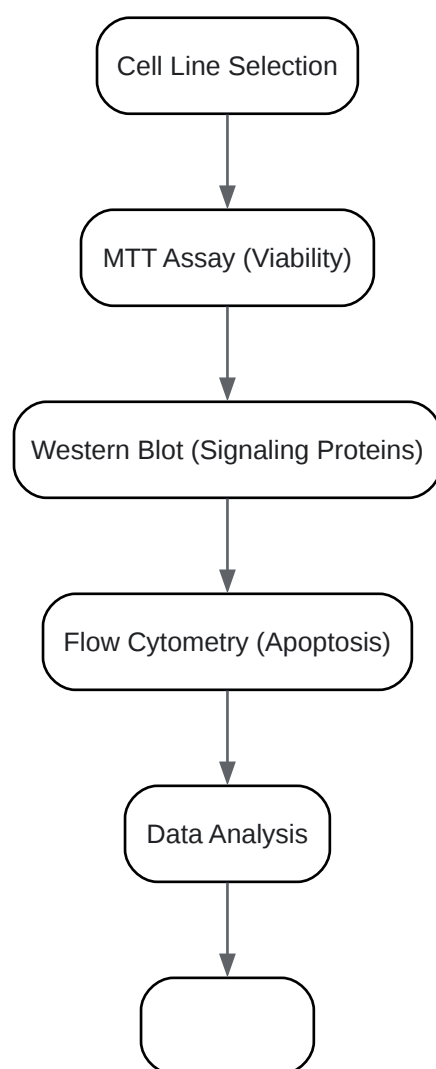 Cell Line Selection
MTT Assay (Viability)
Western Blot (Signaling Proteins)
Flow Cytometry (Apoptosis)
Data Analysis